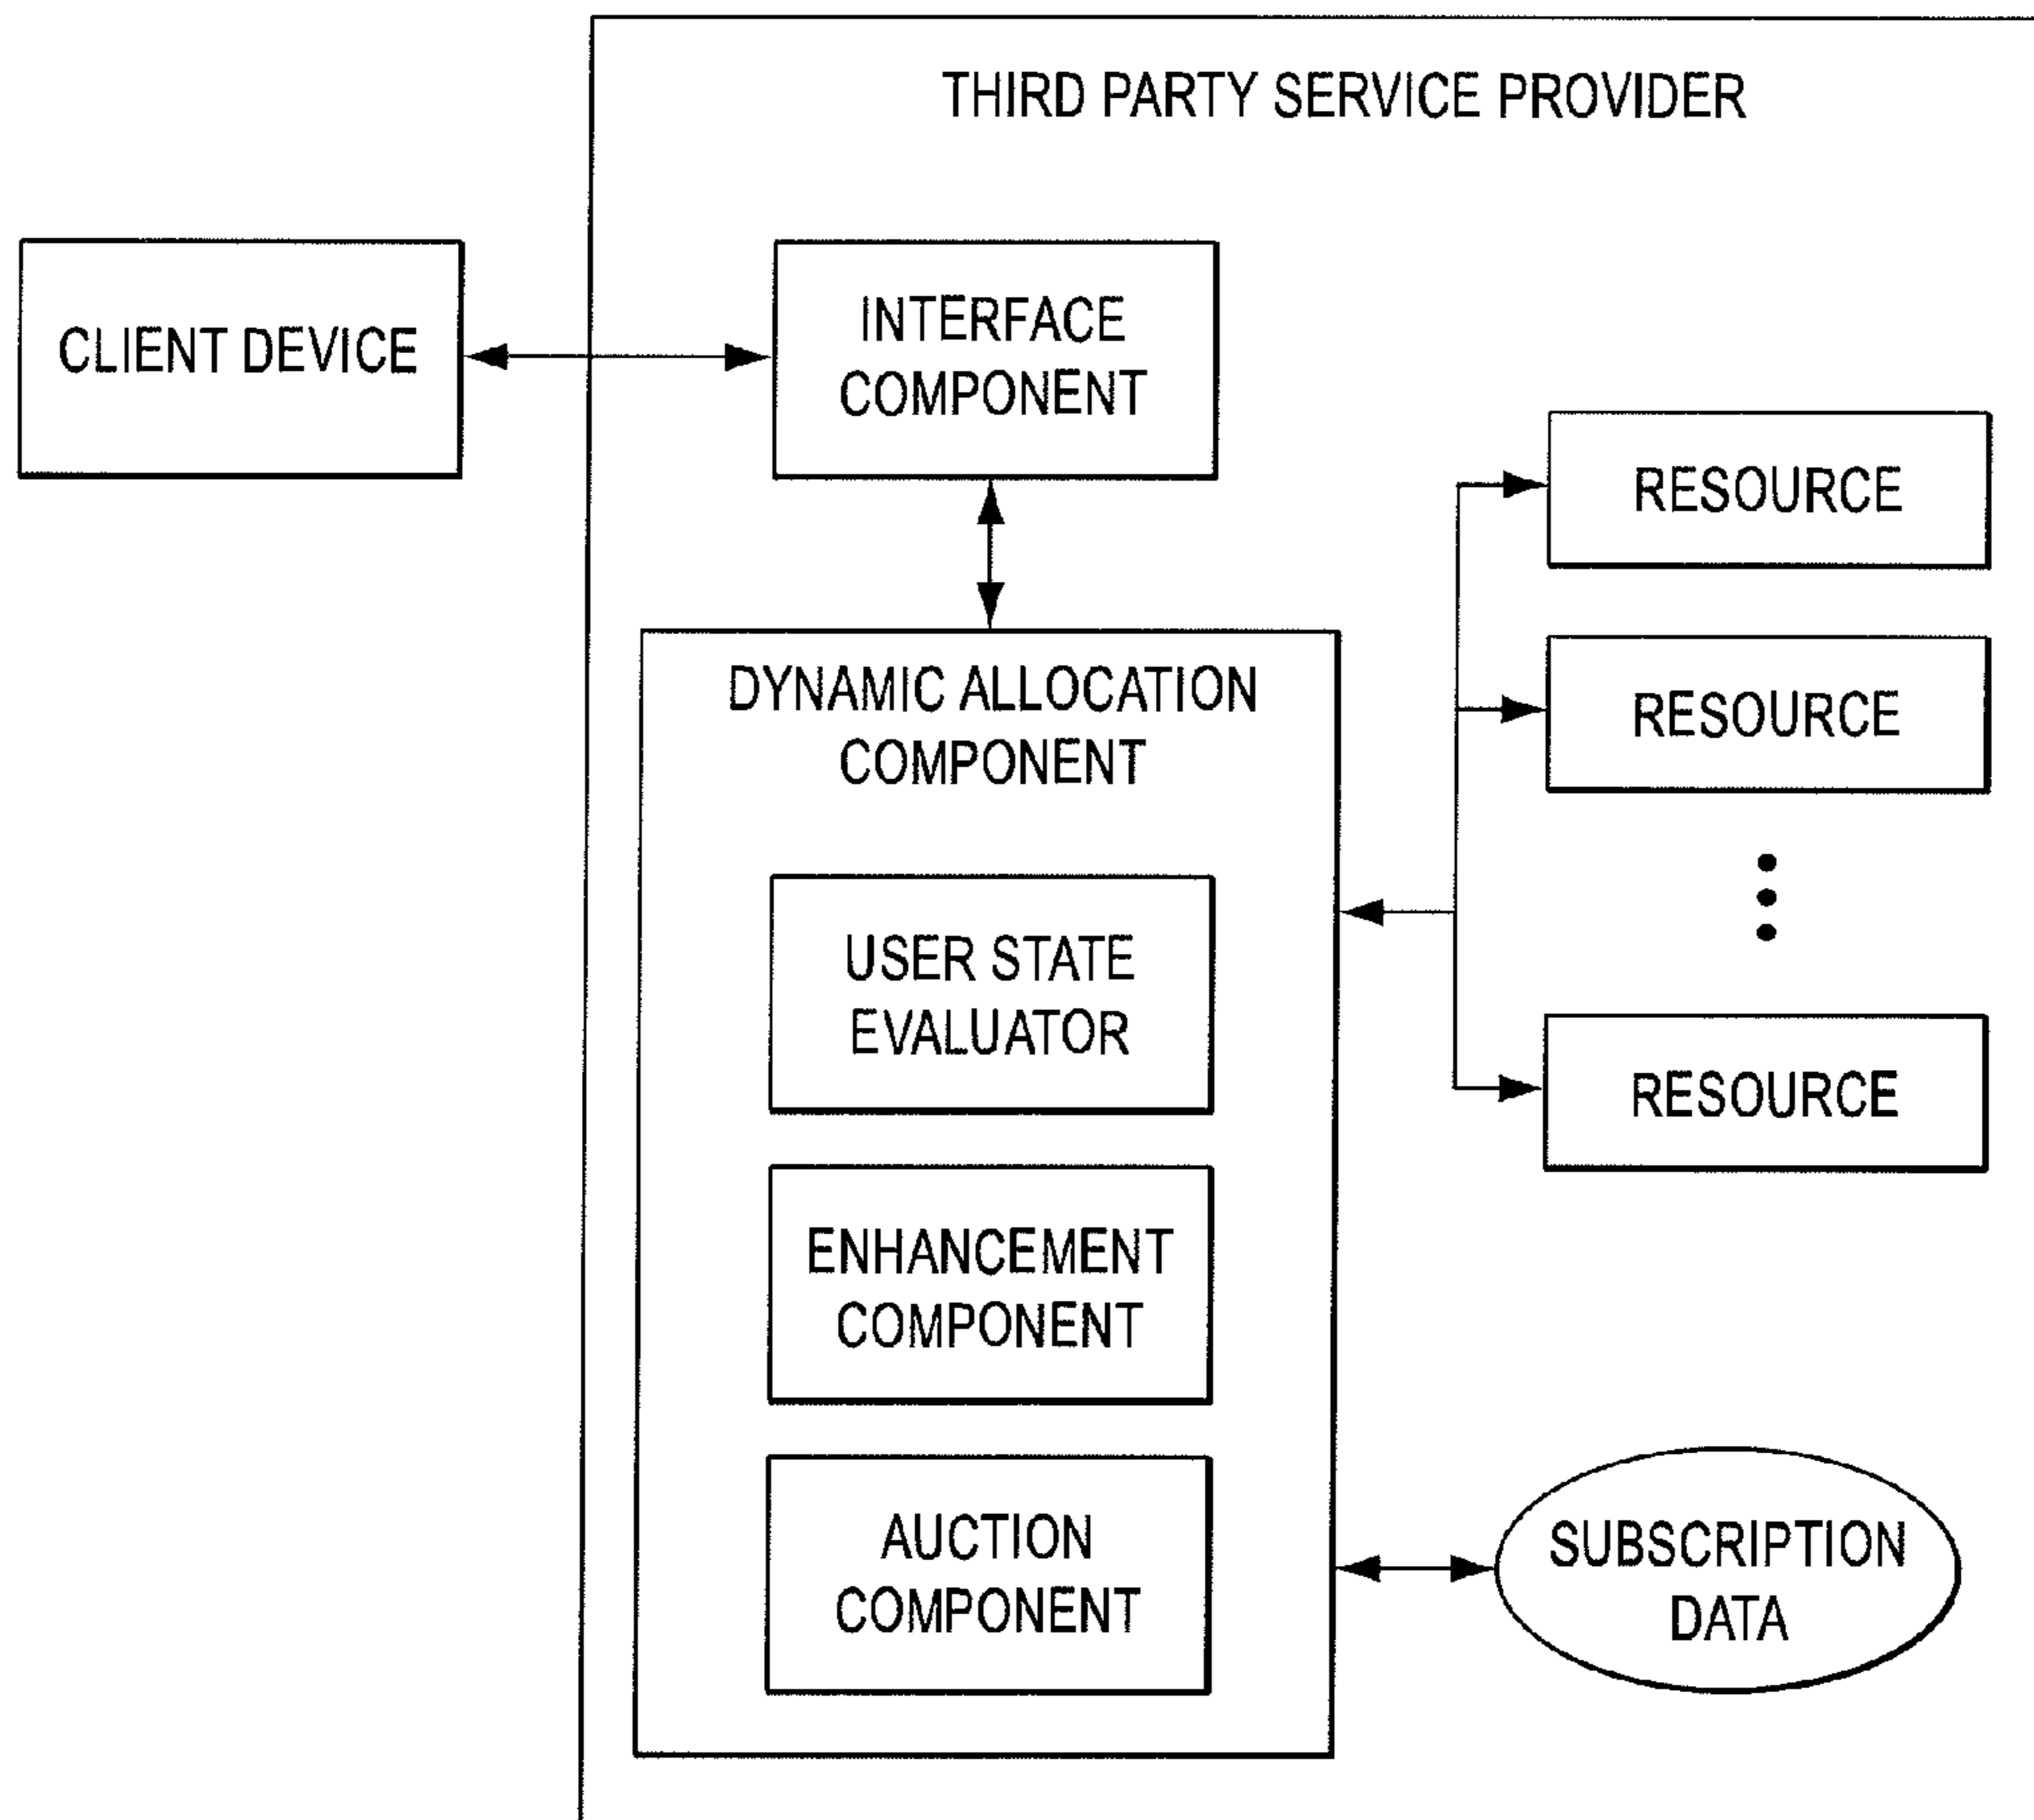 THIRD PARTY SERVICE PROVIDER
CLIENT DEVICE
INTERFACE
COMPONENT
RESOURCE
DYNAMIC ALLOCATION
COMPONENT
RESOURCE
USER STATE
EVALUATOR
RESOURCE
ENHANCEMENT
COMPONENT
AUCTION
COMPONENT
SUBSCRIPTION
DATA